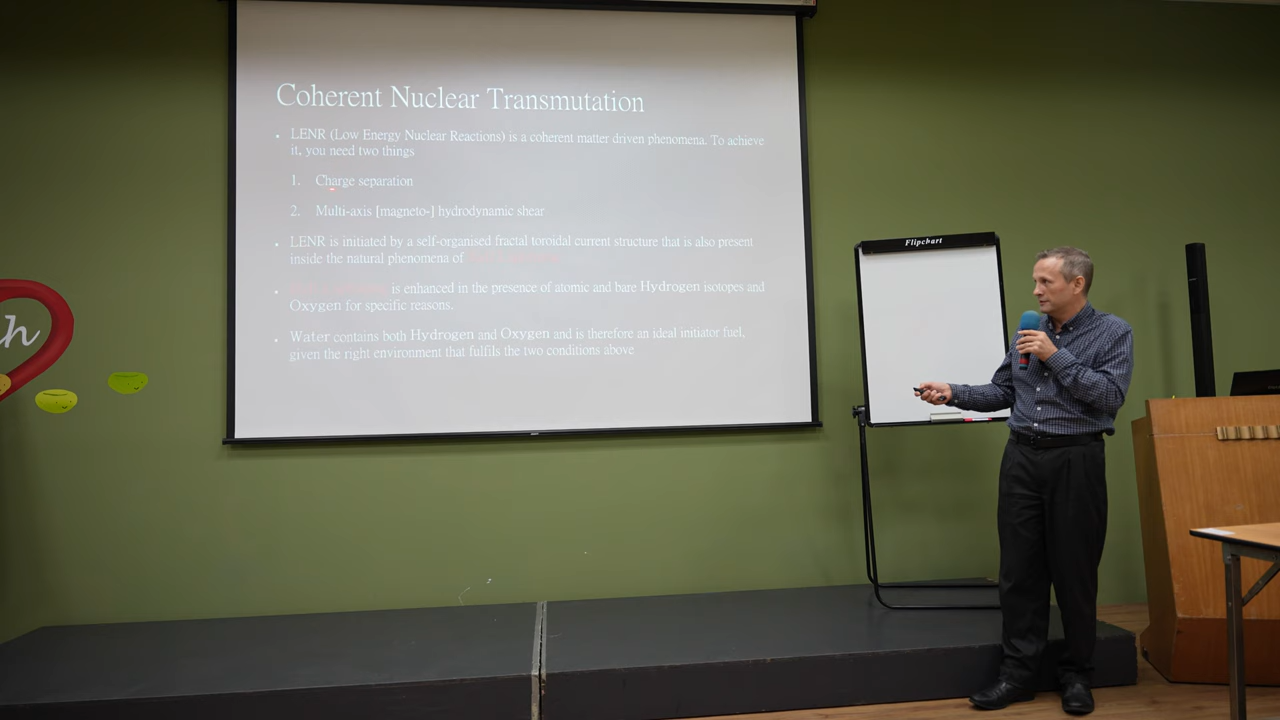 Coherent Nuclear Transmutation
• LENR (Low Energy Nuclear Reactions) is a coherent matter driven phenomena. To achieve
it, you need two things
1. Charge separation
2. Multi-axis [magneto-] hydrodynamic shear
• LENR is initiated by a self-organised fractal toroidal current structure that is also present
inside the natural phenomena of
• is enhanced in the presence of atomic and bare Hydrogen isotopes and
Oxygen for specific reasons.
• Water contains both Hydrogen and Oxygen and is therefore an ideal initiator fuel,
given the right environment that fulfils the two conditions above
Flipchart
h